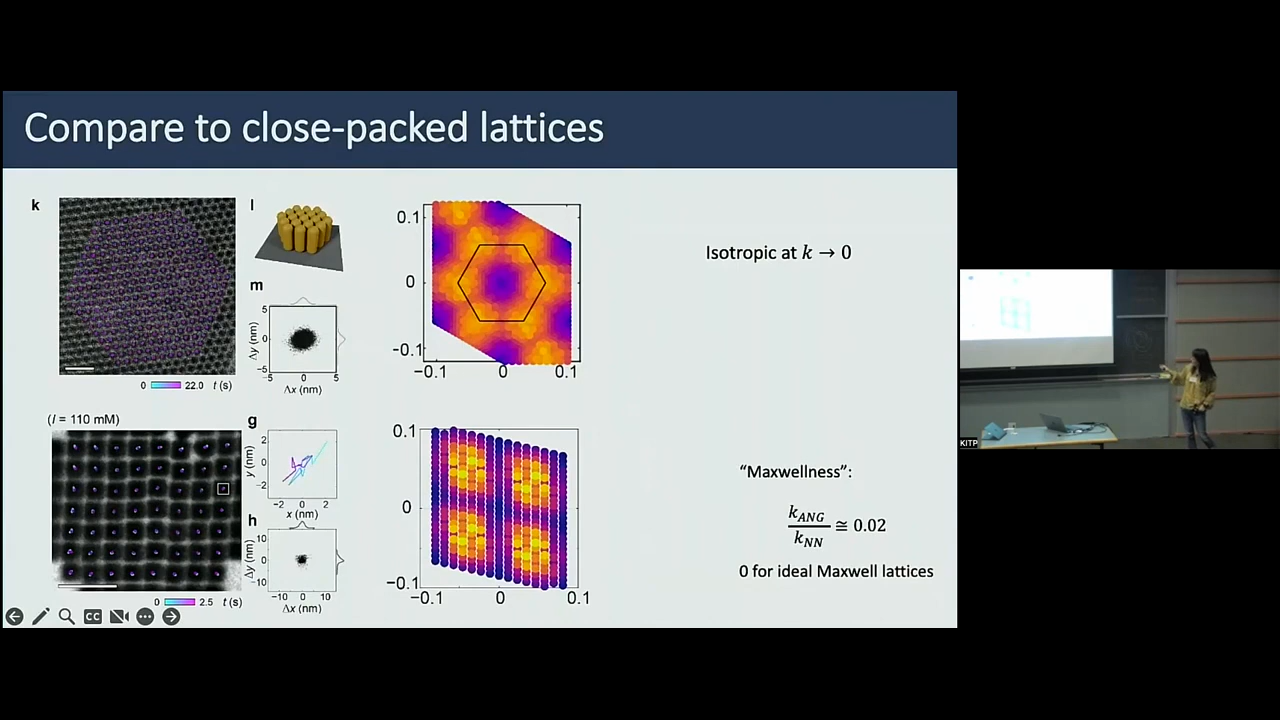 Compare to close-packed lattices
k
0 22.0 t (s)
l
m
5
0
−5
Δy (nm)
−5 0 5
Δx (nm)
0.1
0
-0.1
−0.1 0 0.1
Isotropic at k → 0
(I = 110 mM)
0 2.5 t (s)
g
2
0
−2
y (nm)
−2 0 2
x (nm)
h
10
0
10
Δy (nm)
−10 0 10
Δx (nm)
0.1
0
−0.1
−0.1 0 0.1
“Maxwellness”:
k_ANG / k_NN ≅ 0.02
0 for ideal Maxwell lattices
CC
KITP